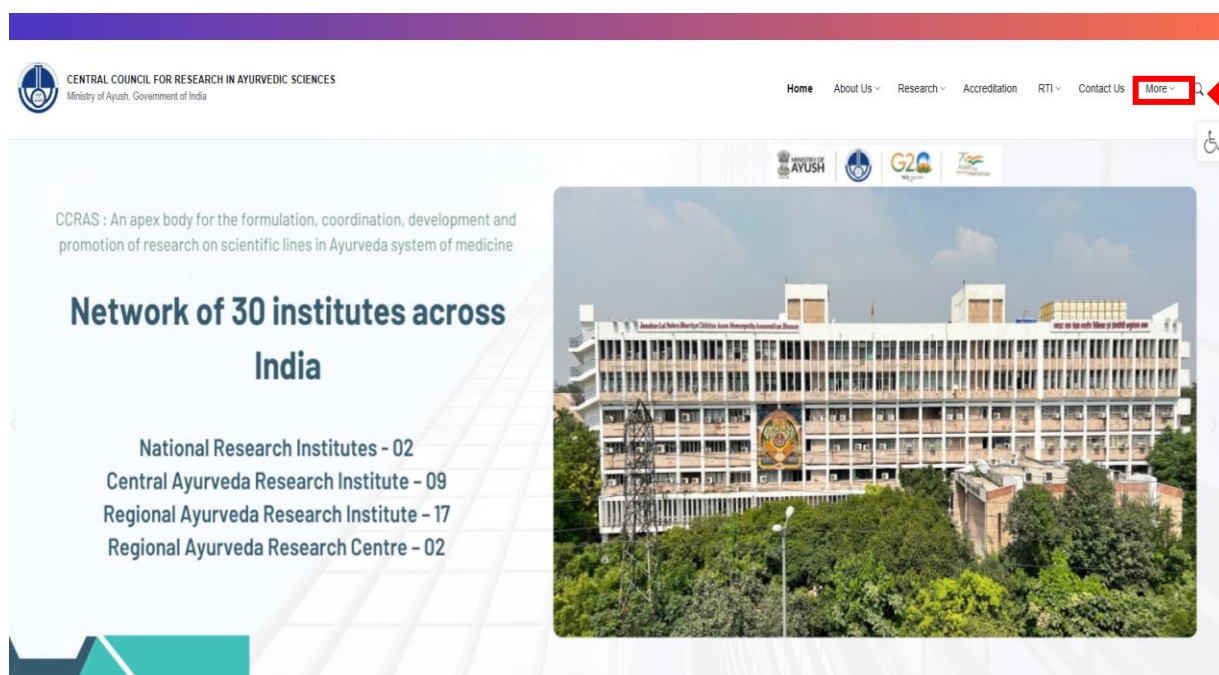 CENTRAL COUNCIL FOR RESEARCH IN AYURVEDIC SCIENCES
Ministry of Ayush, Government of India
Home About Us Research Accreditation RTI Contact Us More
MINISTRY OF
AYUSH
G20
CCRAS : An apex body for the formulation, coordination, development and
promotion of research on scientific lines in Ayurveda system of medicine
Network of 30 institutes across
India
National Research Institutes - 02
Central Ayurveda Research Institute - 09
Regional Ayurveda Research Institute - 17
Regional Ayurveda Research Centre - 02